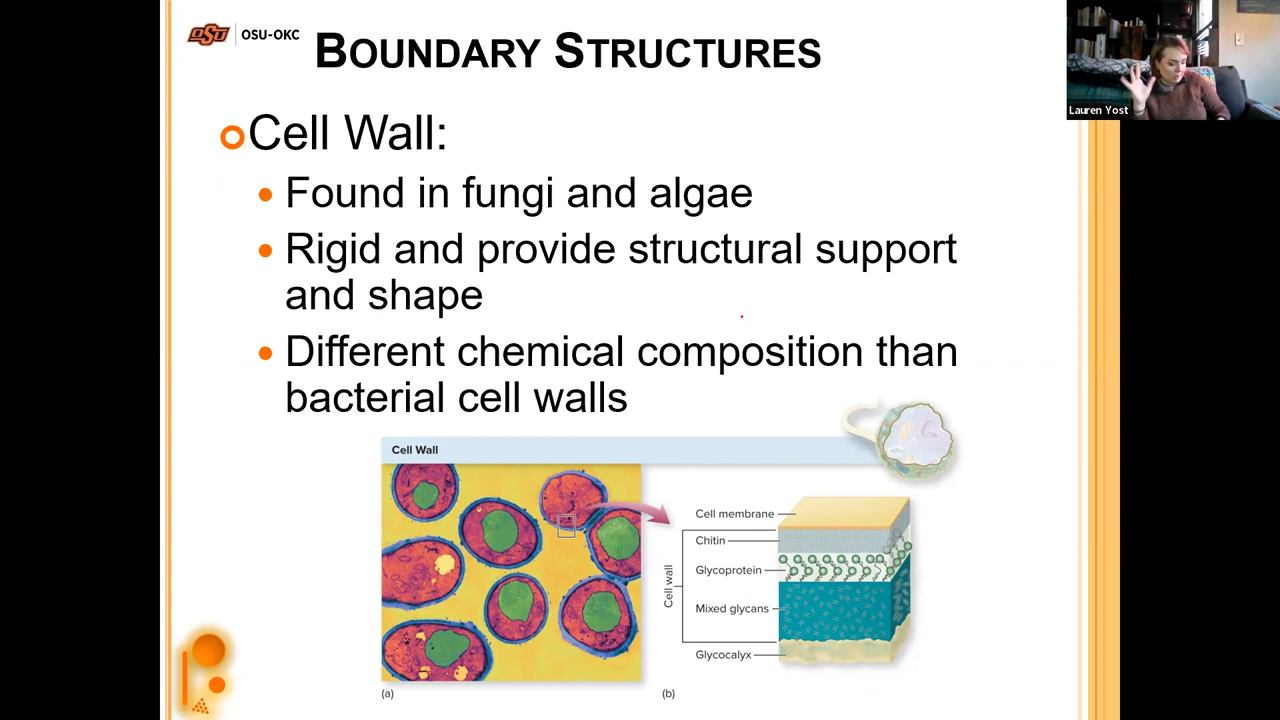 OSU
OSU-OKC
BOUNDARY STRUCTURES
Lauren Yost
Cell Wall:
Found in fungi and algae
Rigid and provide structural support
and shape
Different chemical composition than
bacterial cell walls
Cell Wall
Cell membrane
Chitin
Glycoprotein
Cell wall
Mixed glycans
Glycocalyx
(a)
(b)